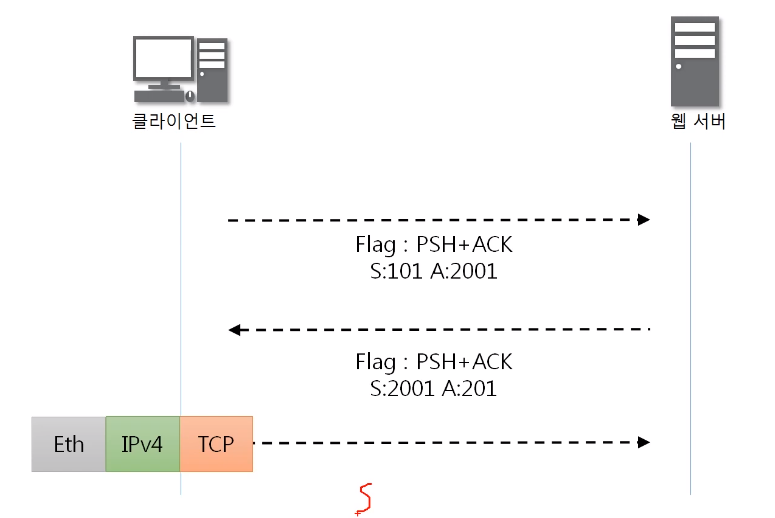 클라이언트
웹 서버
Flag : PSH+ACK
S:101 A:2001
Flag : PSH+ACK
S:2001 A:201
Eth IPv4 TCP
S